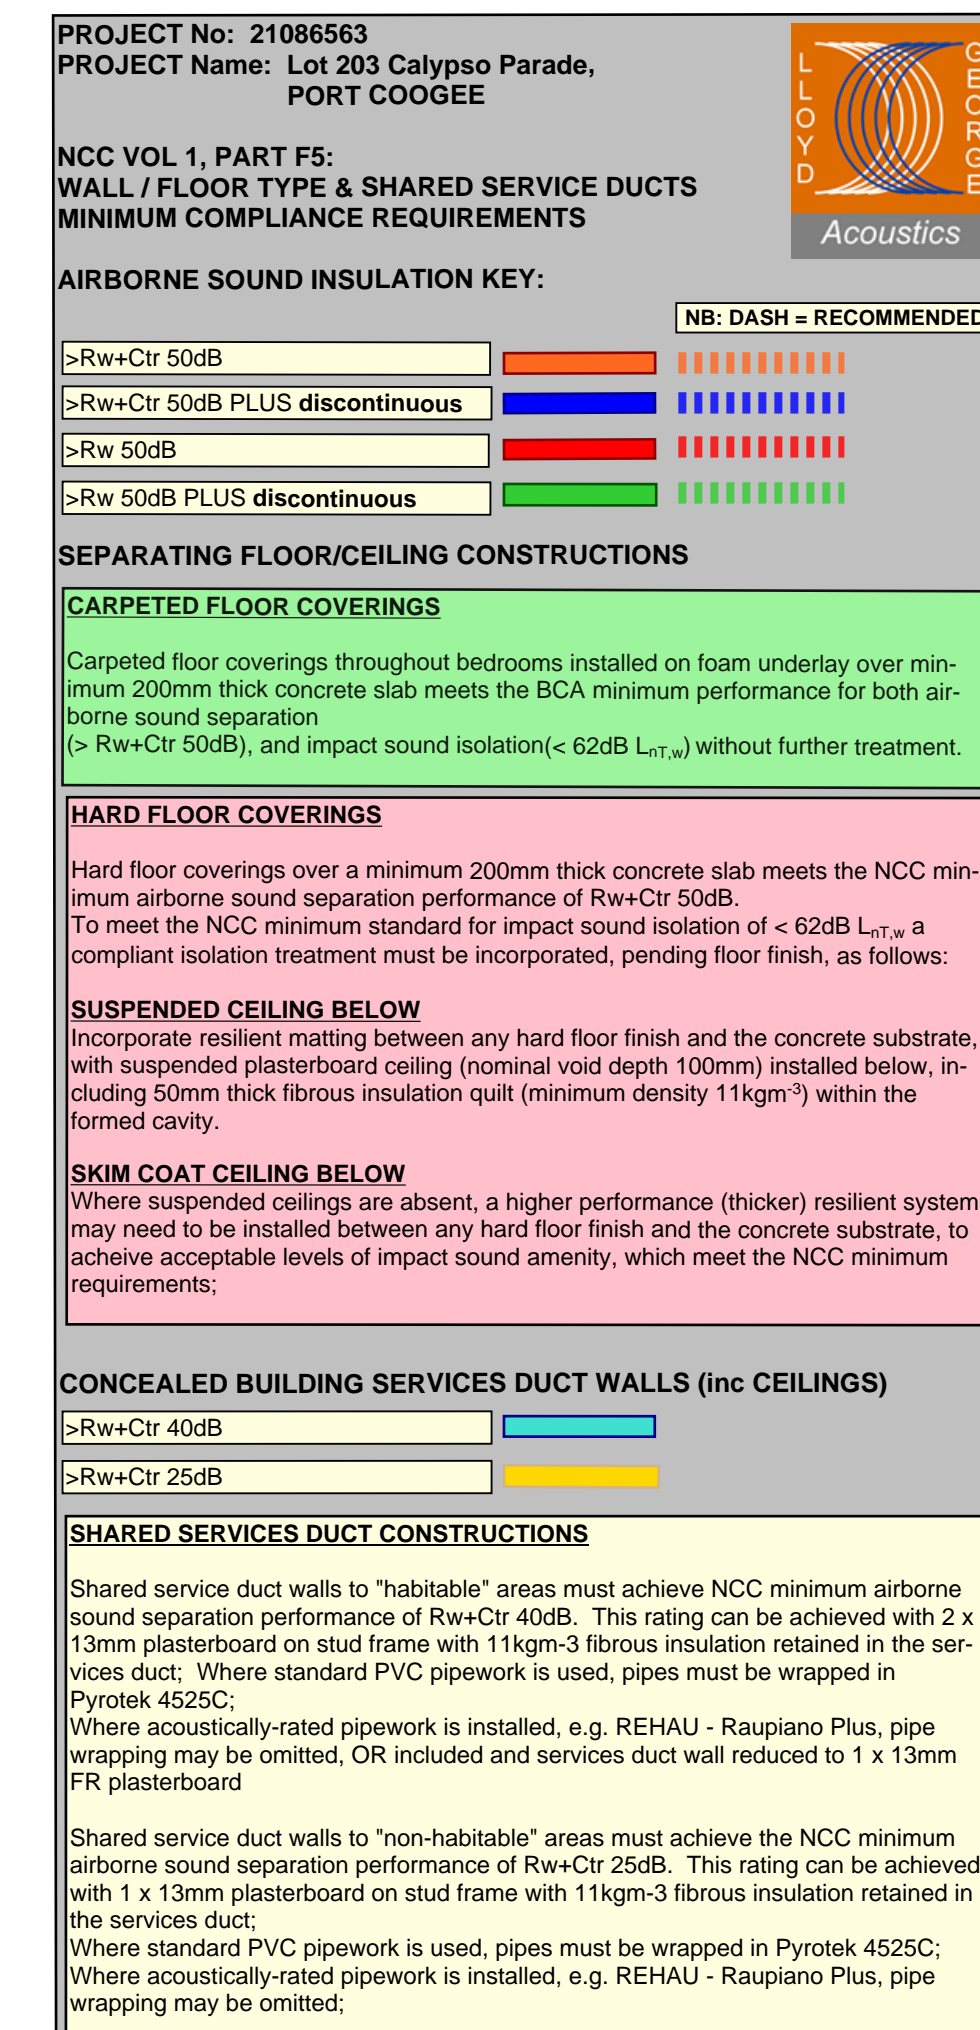 PROJECT No: 21086563
PROJECT Name: Lot 203 Calypso Parade,
PORT COOGEE
LLOYD
GEORGE
Acoustics
NCC VOL 1, PART F5:
WALL / FLOOR TYPE & SHARED SERVICE DUCTS
MINIMUM COMPLIANCE REQUIREMENTS
AIRBORNE SOUND INSULATION KEY:
NB: DASH = RECOMMENDED
>Rw+Ctr 50dB
>Rw+Ctr 50dB PLUS discontinuous
>Rw 50dB
>Rw 50dB PLUS discontinuous
SEPARATING FLOOR/CEILING CONSTRUCTIONS
CARPETED FLOOR COVERINGS
Carpeted floor coverings throughout bedrooms installed on foam underlay over min-
imum 200mm thick concrete slab meets the BCA minimum performance for both air-
borne sound separation
(> Rw+Ctr 50dB), and impact sound isolation(< 62dB LnT,w) without further treatment.
HARD FLOOR COVERINGS
Hard floor coverings over a minimum 200mm thick concrete slab meets the NCC min-
imum airborne sound separation performance of Rw+Ctr 50dB.
To meet the NCC minimum standard for impact sound isolation of < 62dB LnT,w a
compliant isolation treatment must be incorporated, pending floor finish, as follows:
SUSPENDED CEILING BELOW
Incorporate resilient matting between any hard floor finish and the concrete substrate,
with suspended plasterboard ceiling (nominal void depth 100mm) installed below, in-
cluding 50mm thick fibrous insulation quilt (minimum density 11kgm-3) within the
formed cavity.
SKIM COAT CEILING BELOW
Where suspended ceilings are absent, a higher performance (thicker) resilient system
may need to be installed between any hard floor finish and the concrete substrate, to
acheive acceptable levels of impact sound amenity, which meet the NCC minimum
requirements;
CONCEALED BUILDING SERVICES DUCT WALLS (inc CEILINGS)
>Rw+Ctr 40dB
>Rw+Ctr 25dB
SHARED SERVICES DUCT CONSTRUCTIONS
Shared service duct walls to "habitable" areas must achieve NCC minimum airborne
sound separation performance of Rw+Ctr 40dB. This rating can be achieved with 2 x
13mm plasterboard on stud frame with 11kgm-3 fibrous insulation retained in the ser-
vices duct; Where standard PVC pipework is used, pipes must be wrapped in
Pyrotek 4525C;
Where acoustically-rated pipework is installed, e.g. REHAU - Raupiano Plus, pipe
wrapping may be omitted, OR included and services duct wall reduced to 1 x 13mm
FR plasterboard
Shared service duct walls to "non-habitable" areas must achieve the NCC minimum
airborne sound separation performance of Rw+Ctr 25dB. This rating can be achieved
with 1 x 13mm plasterboard on stud frame with 11kgm-3 fibrous insulation retained in
the services duct;
Where standard PVC pipework is used, pipes must be wrapped in Pyrotek 4525C;
Where acoustically-rated pipework is installed, e.g. REHAU - Raupiano Plus, pipe
wrapping may be omitted;